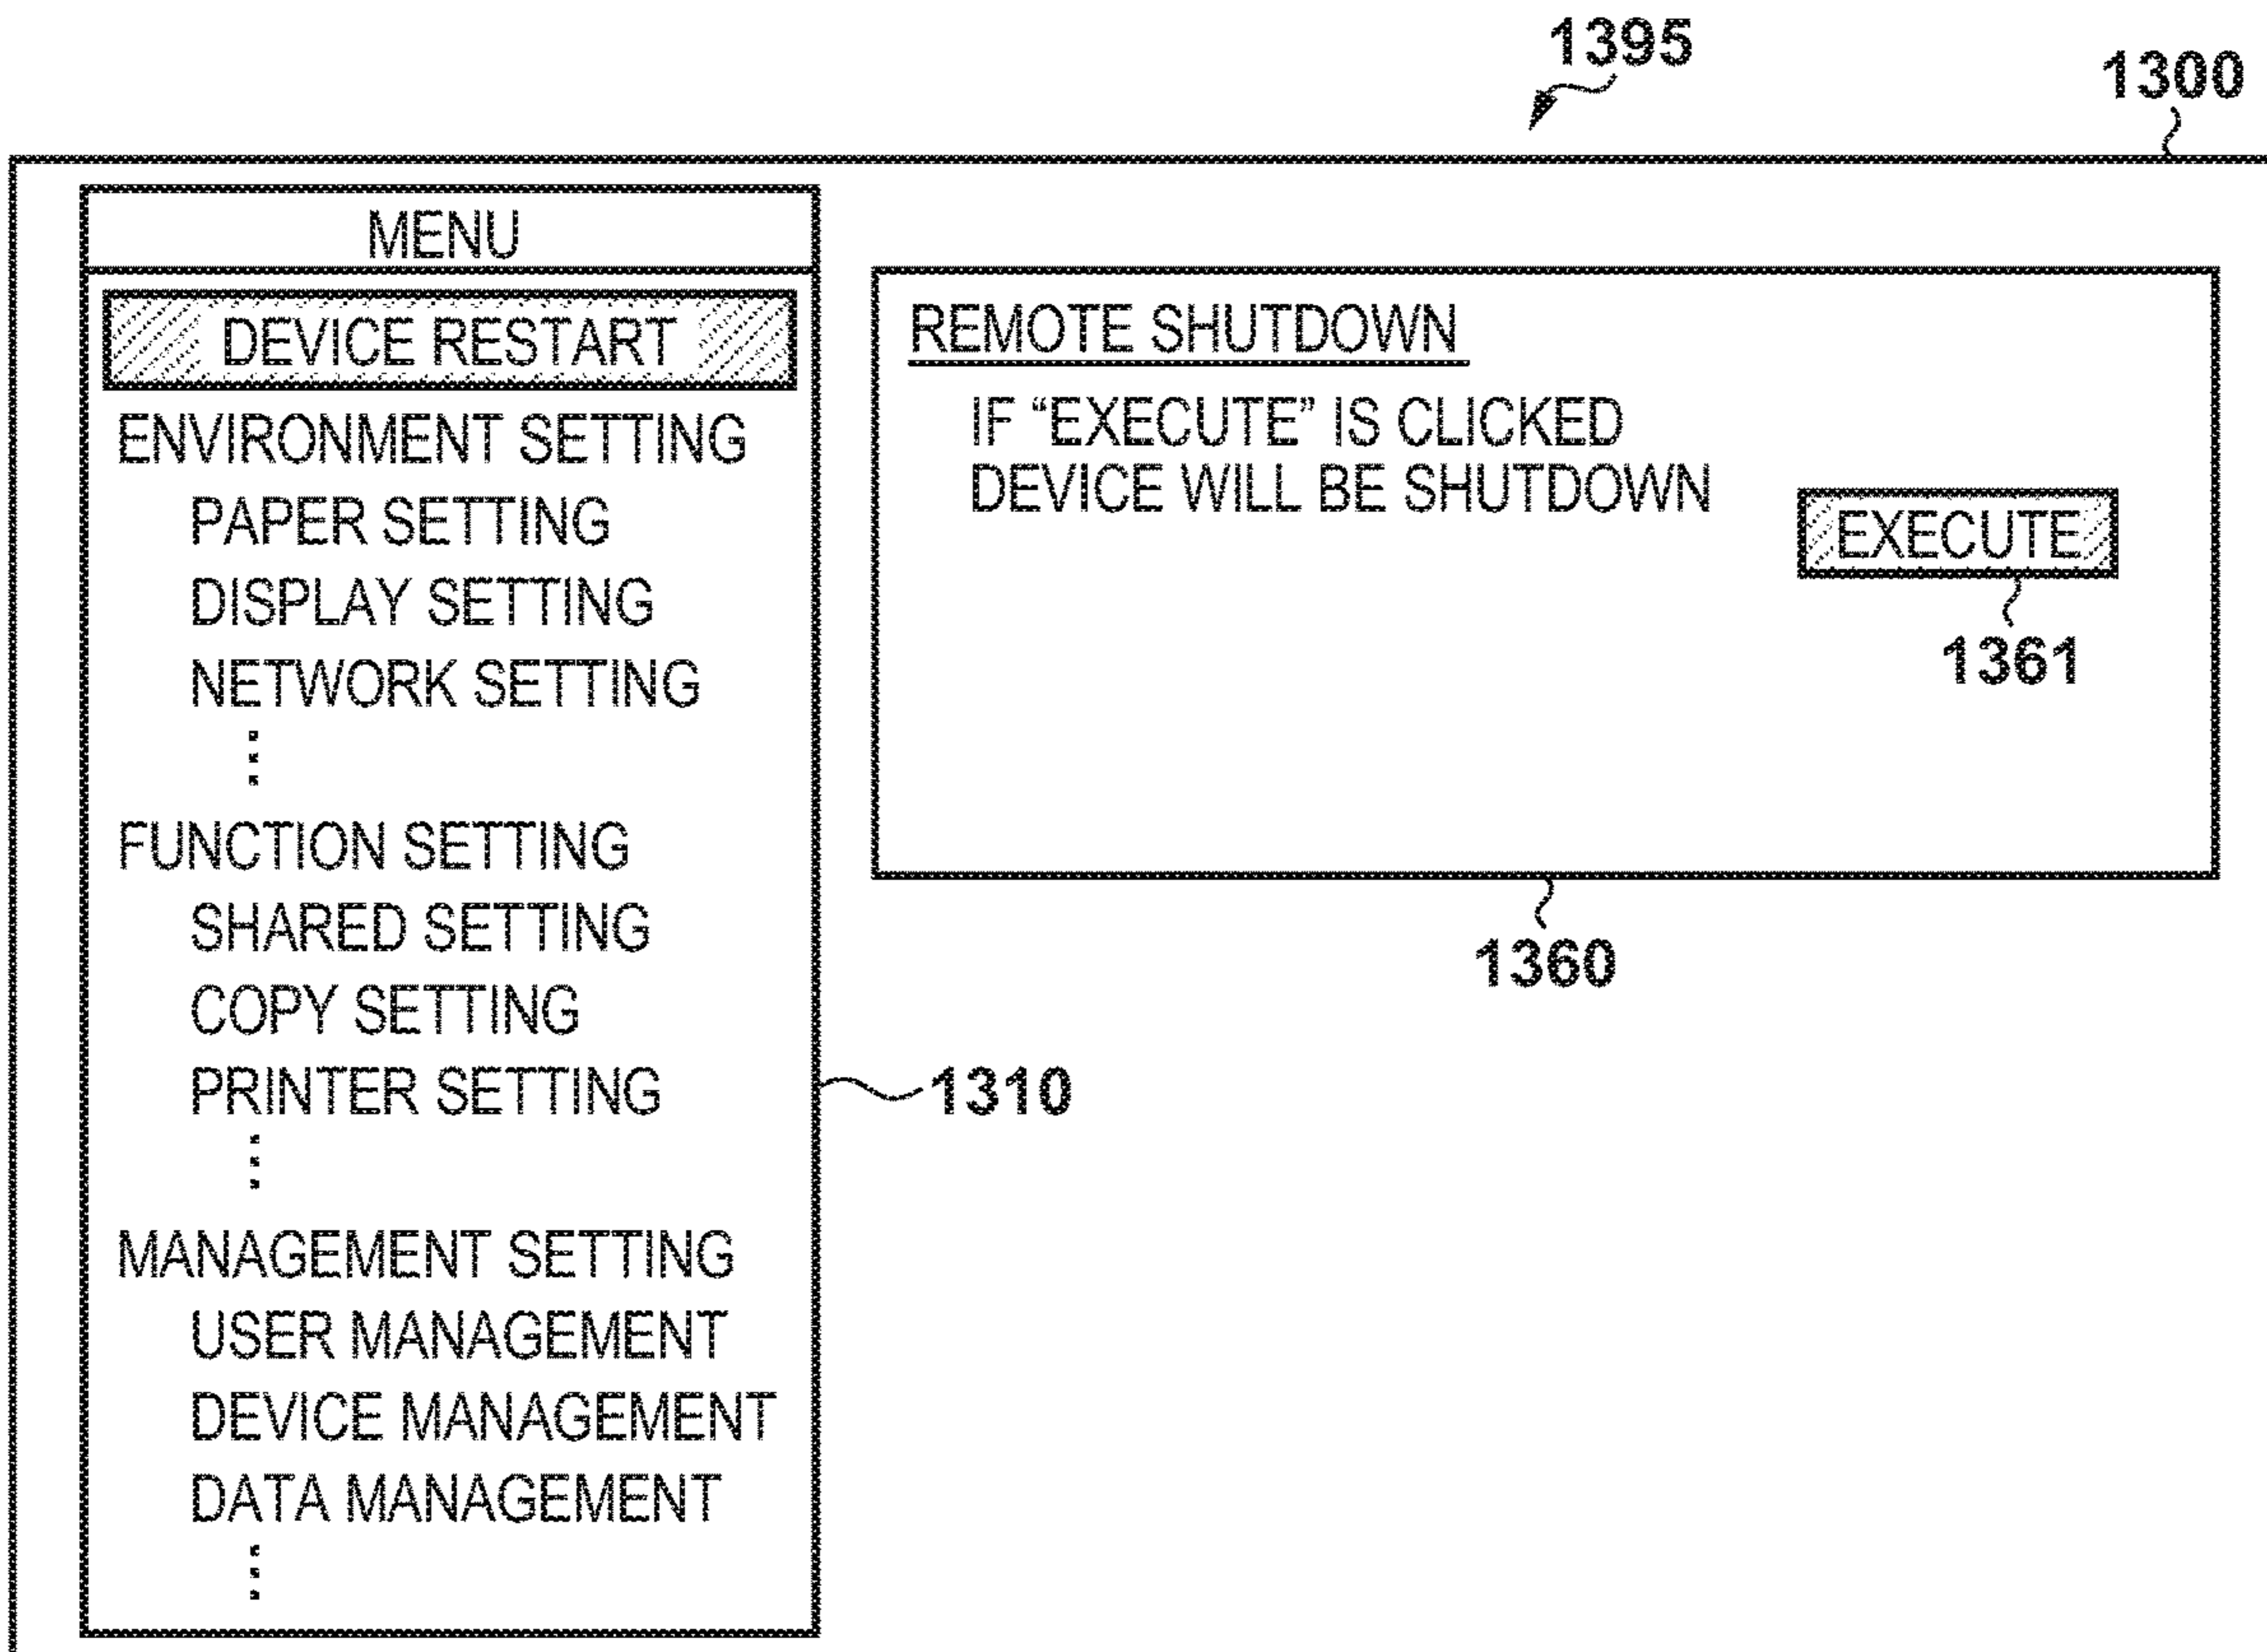 1395
1300
MENU
DEVICE RESTART
ENVIRONMENT SETTING
PAPER SETTING
DISPLAY SETTING
NETWORK SETTING
⋮
FUNCTION SETTING
SHARED SETTING
COPY SETTING
PRINTER SETTING
⋮
MANAGEMENT SETTING
USER MANAGEMENT
DEVICE MANAGEMENT
DATA MANAGEMENT
⋮
1310
REMOTE SHUTDOWN
IF “EXECUTE” IS CLICKED
DEVICE WILL BE SHUTDOWN
EXECUTE
1361
1360